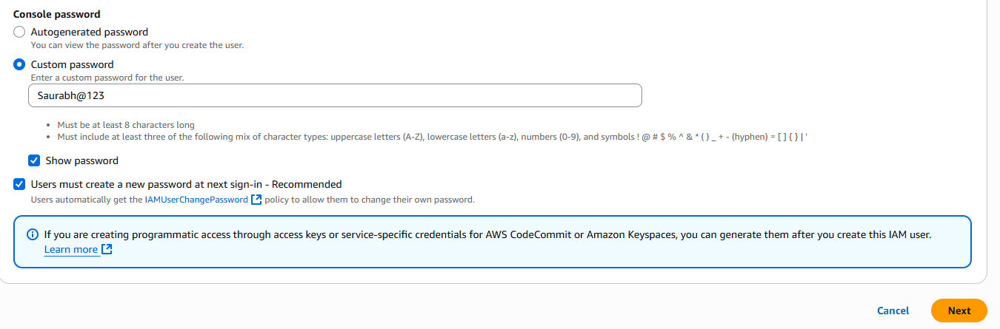 Console password
Autogenerated password
You can view the password after you create the user.
Custom password
Enter a custom password for the user.
Saurabh@123
Must be at least 8 characters long
Must include at least three of the following mix of character types: uppercase letters (A-Z), lowercase letters (a-z), numbers (0-9), and symbols ! @ # $ % ^ & * ( ) _ + - (hyphen) = [ ] { } | '
Show password
Users must create a new password at next sign-in - Recommended
Users automatically get the IAMUserChangePassword policy to allow them to change their own password.
If you are creating programmatic access through access keys or service-specific credentials for AWS CodeCommit or Amazon Keyspaces, you can generate them after you create this IAM user.
Learn more
Cancel
Next